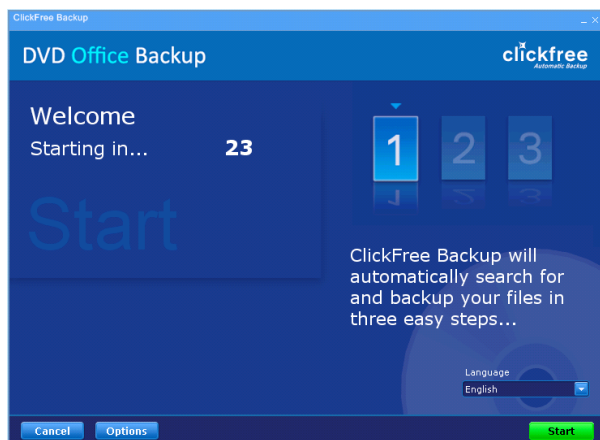 ClickFree Backup
DVD Office Backup
clickfree
Automatic Backup
Welcome
Starting in... 23
Start
1 2 3
ClickFree Backup will
automatically search for
and backup your files in
three easy steps...
Language
English
Cancel Options Start